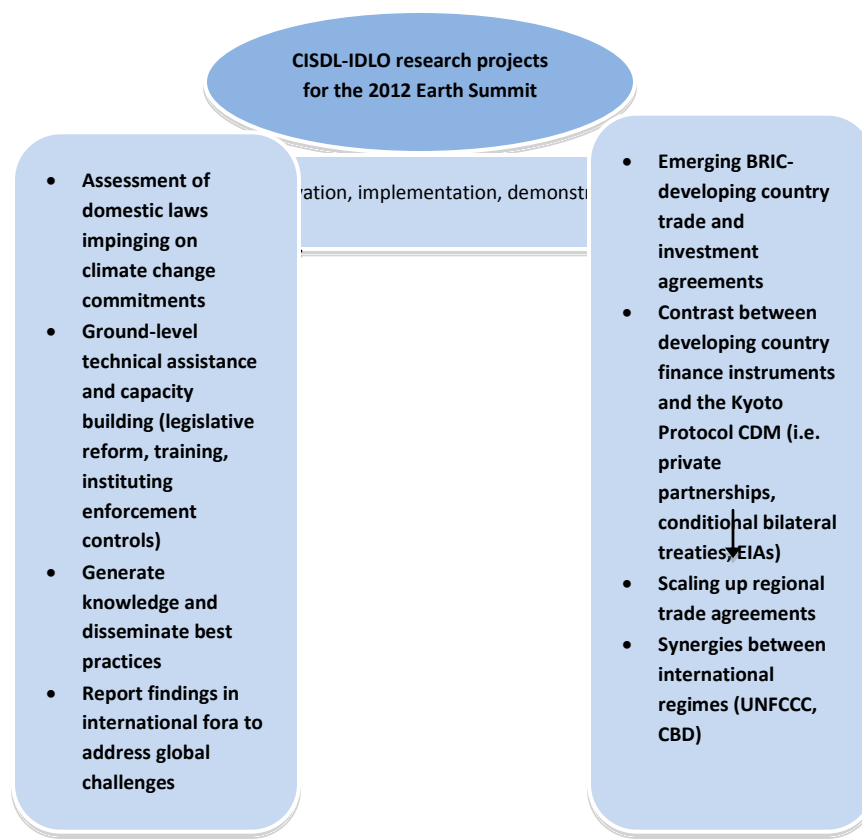 CISDL-IDLO research projects
for the 2012 Earth Summit
vation, implementation, demonst
• Assessment of
domestic laws
impinging on
climate change
commitments
• Ground-level
technical assistance
and capacity
building (legislative
reform, training,
instituting
enforcement
controls)
• Generate
knowledge and
disseminate best
practices
• Report findings in
international fora to
address global
challenges
• Emerging BRIC-
developing country
trade and
investment
agreements
• Contrast between
developing country
finance instruments
and the Kyoto
Protocol CDM (i.e.
private
partnerships,
conditional bilateral
treaties, EIAs)
• Scaling up regional
trade agreements
• Synergies between
international
regimes (UNFCCC,
CBD)